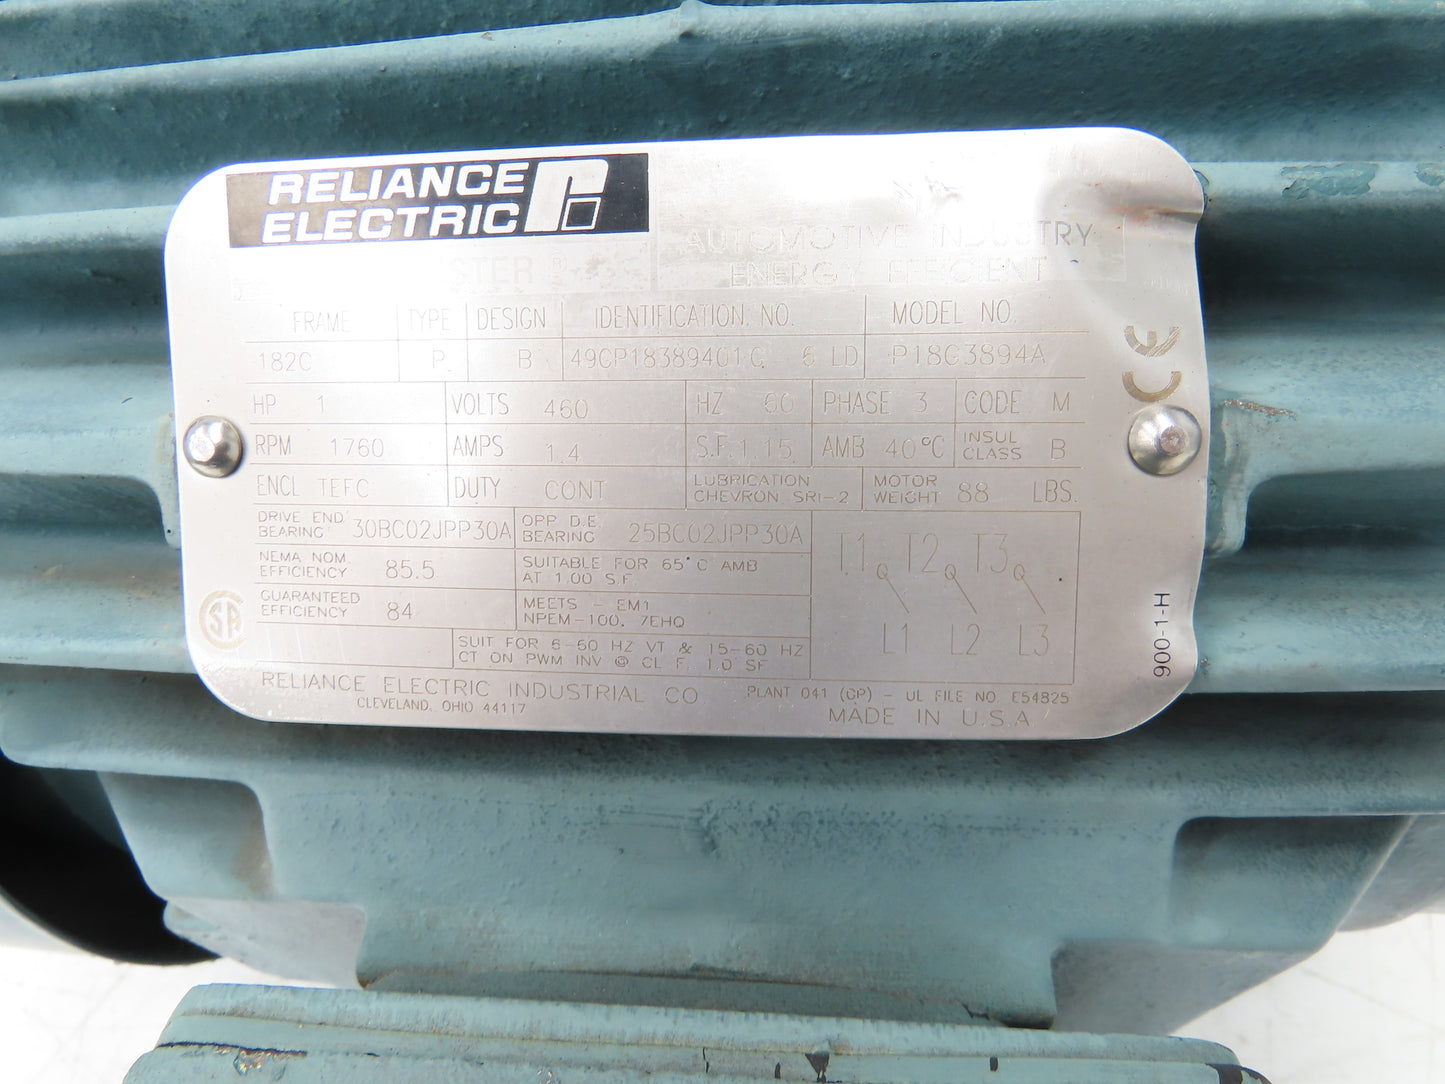 RELIANCE
ELECTRIC
AUTOMOTIVE INDUSTRY
ENERGY EFFICIENT
FRAME TYPE DESIGN IDENTIFICATION NO. MODEL NO.
182C P B 49CP18389401 6 LD P18G3894A
HP 1 VOLTS 460 HZ 60 PHASE 3 CODE M
RPM 1760 AMPS 1.4 S.F. 1.15 AMB 40°C INSUL CLASS B
ENCL TEFC DUTY CONT LUBRICATION CHEVRON SRI-2 MOTOR WEIGHT 88 LBS.
DRIVE END BEARING 30BC02JPP30A OPP D.E. BEARING 25BC02JPP30A
NEMA NOM EFFICIENCY 85.5 SUITABLE FOR 65°C AMB AT 1.00 S.F.
GUARANTEED EFFICIENCY 84 MEETS - EM1 NPEM-100, 7EHQ
SUIT FOR 6-60 HZ VT & 15-60 HZ
CT ON PWM INV @ CL F, 1.0 SF
T1 T2 T3
L1 L2 L3
RELIANCE ELECTRIC INDUSTRIAL CO
CLEVELAND, OHIO 44117
PLANT 041 (GP) - UL FILE NO E54825
MADE IN U.S.A
CE
900-1-H